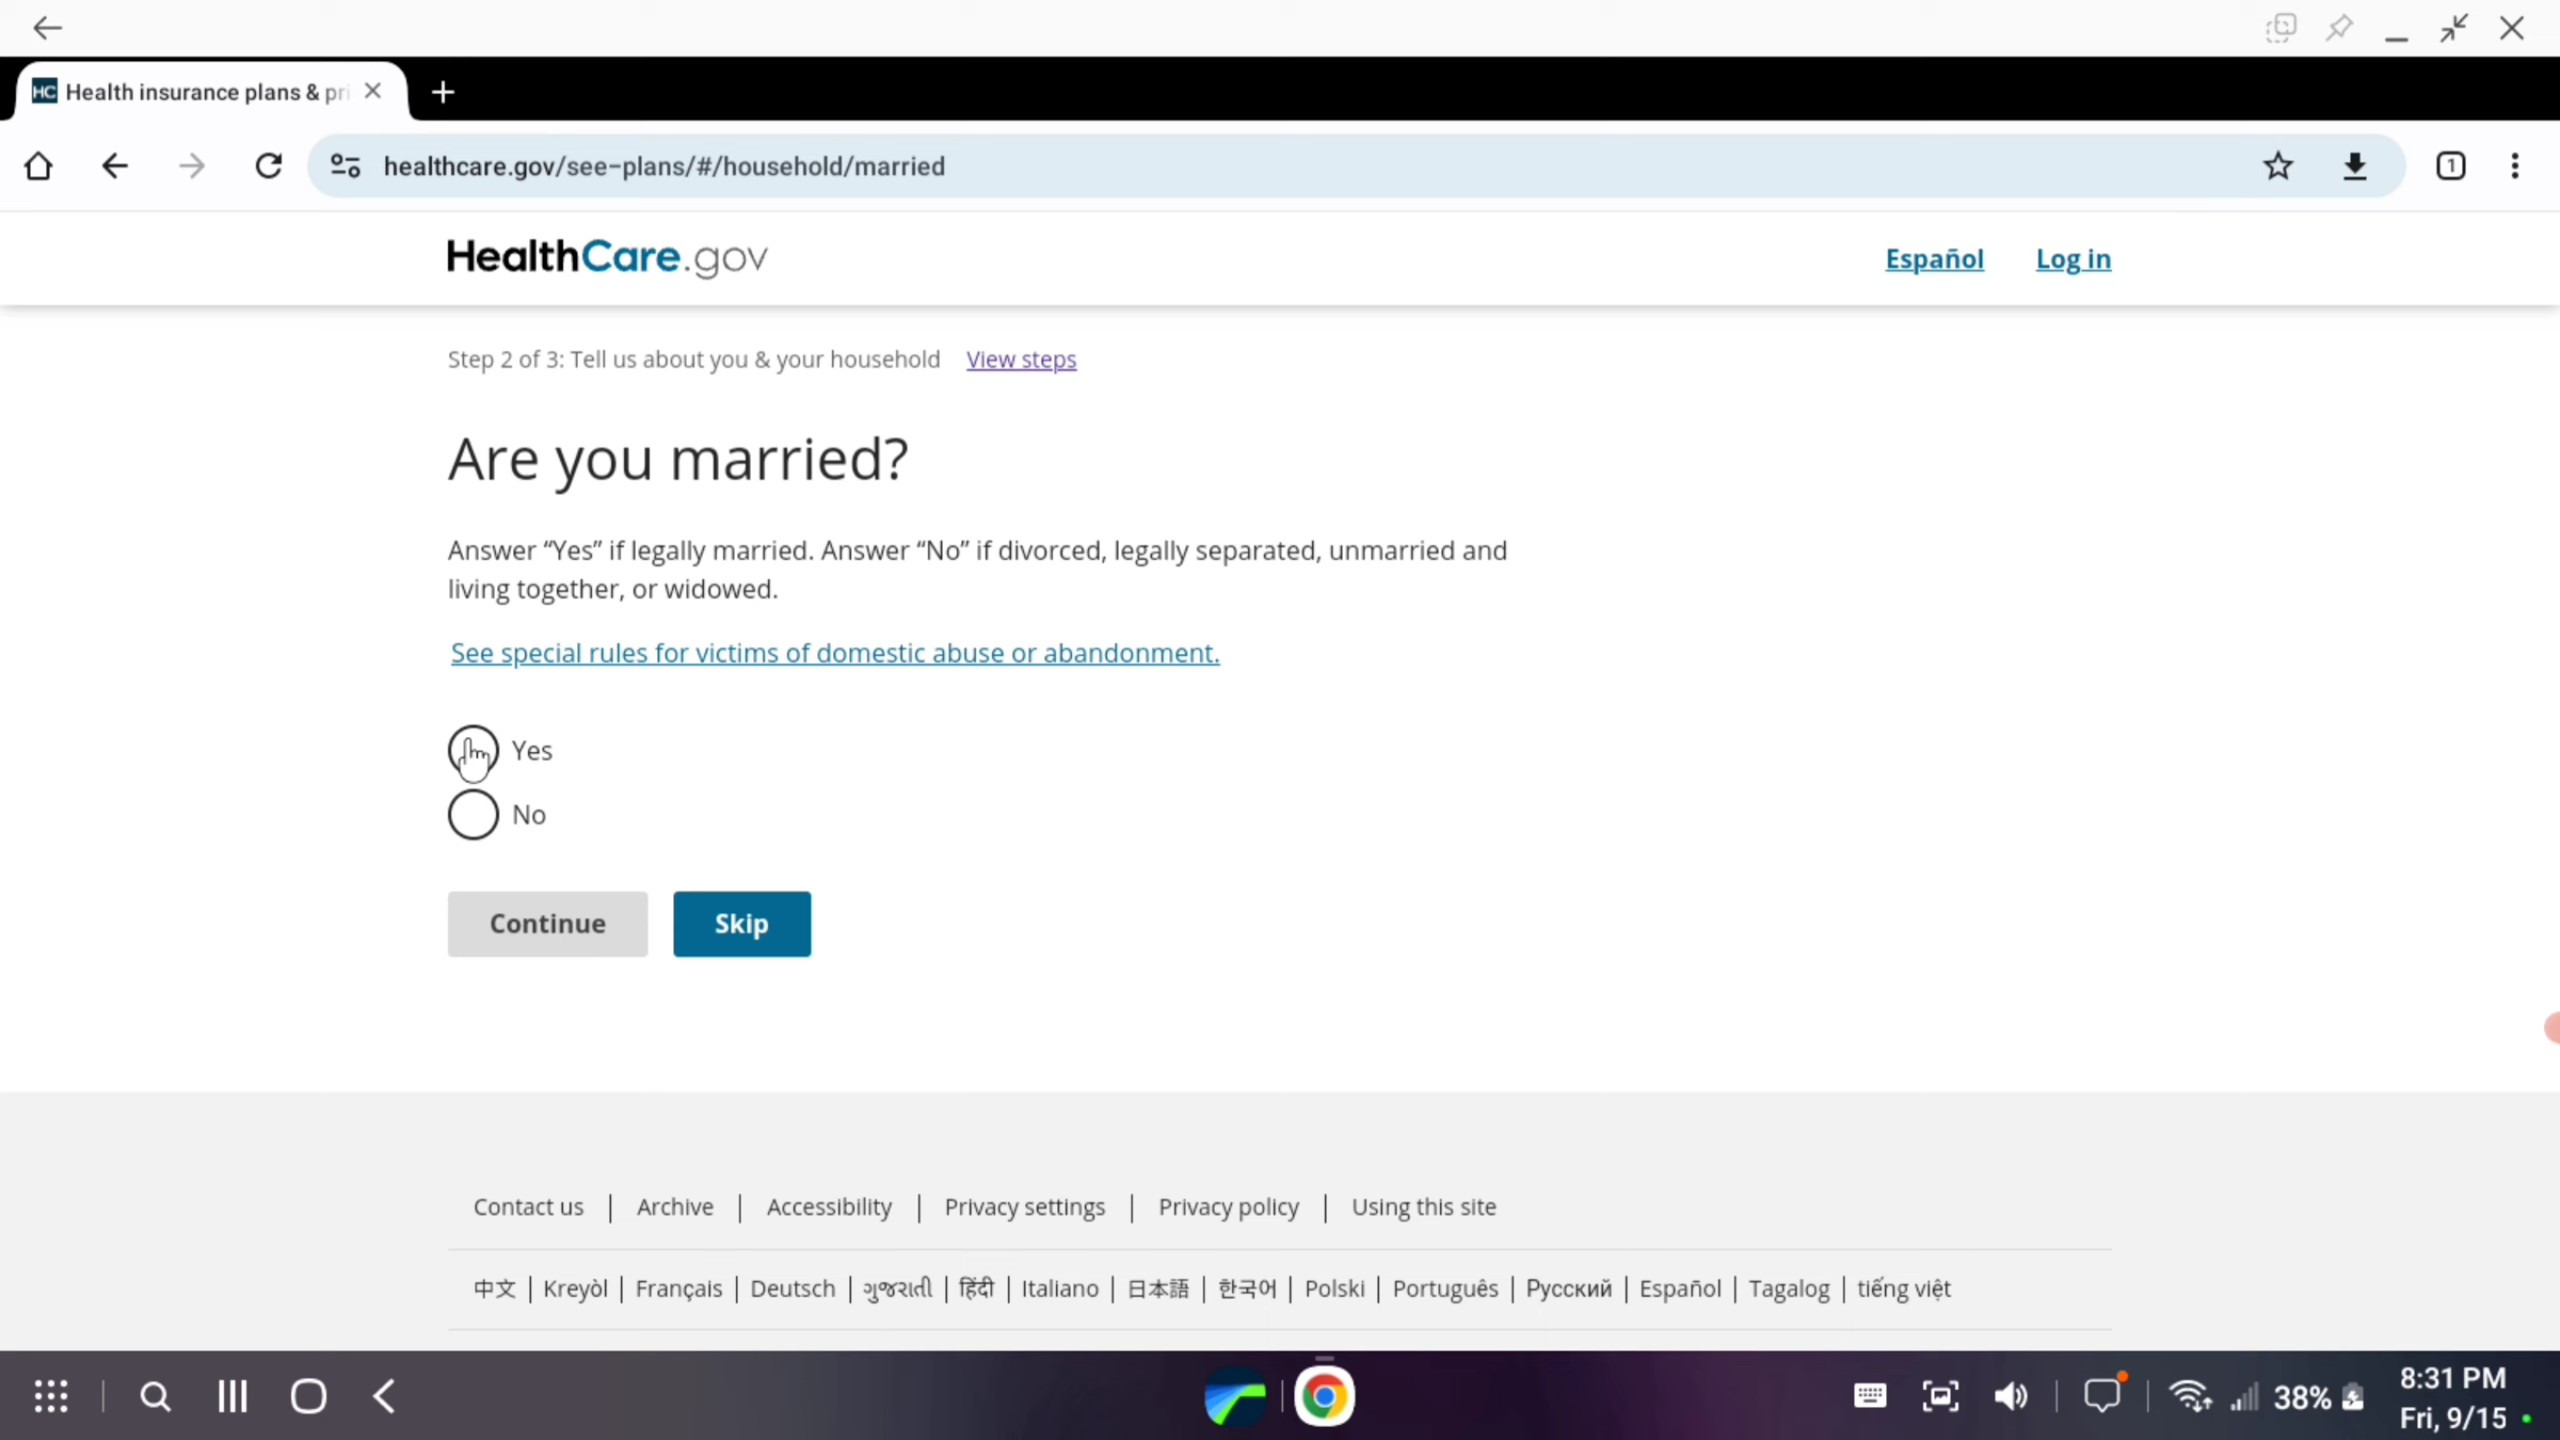 HC Health insurance plans & pri
healthcare.gov/see-plans/#/household/married
1
HealthCare.gov
Español Log in
Step 2 of 3: Tell us about you & your household View steps
Are you married?
Answer “Yes” if legally married. Answer “No” if divorced, legally separated, unmarried and
living together, or widowed.
See special rules for victims of domestic abuse or abandonment.
Yes
No
Continue Skip
Contact us | Archive | Accessibility | Privacy settings | Privacy policy | Using this site
中文 | Kreyòl | Français | Deutsch | ગુજરાતી | हिंदी | Italiano | 日本語 | 한국어 | Polski | Português | Русский | Español | Tagalog | tiếng việt
38%
8:31 PM
Fri, 9/15